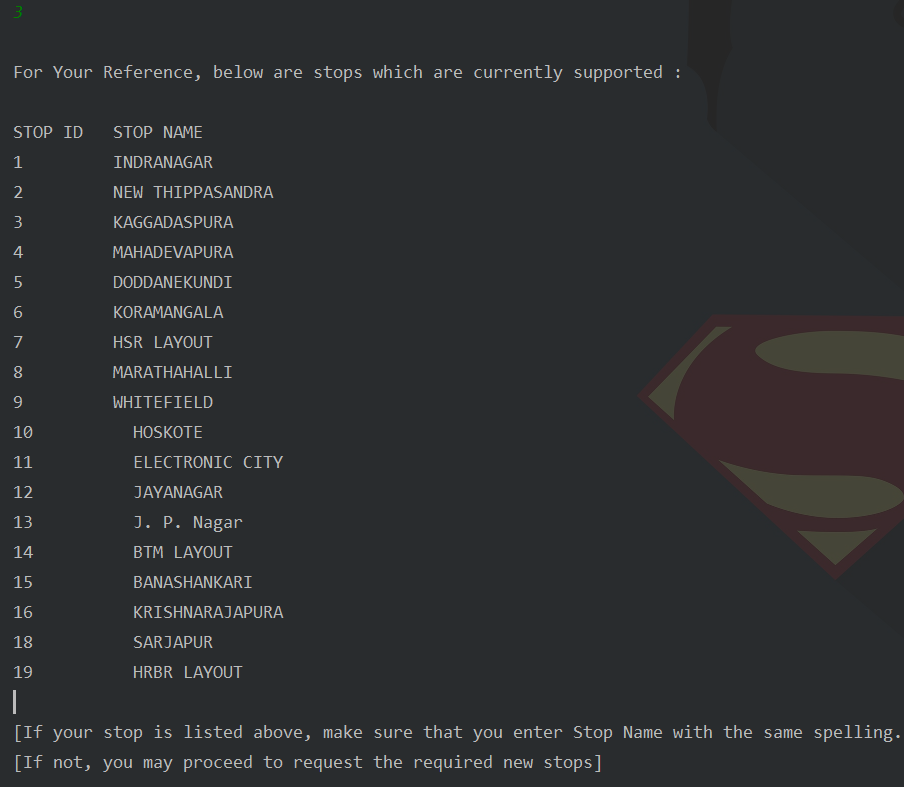 3
For Your Reference, below are stops which are currently supported :
STOP ID   STOP NAME
1         INDRANAGAR
2         NEW THIPPASANDRA
3         KAGGADASPURA
4         MAHADEVAPURA
5         DODDANEKUNDI
6         KORAMANGALA
7         HSR LAYOUT
8         MARATHAHALLI
9         WHITEFIELD
10          HOSKOTE
11          ELECTRONIC CITY
12          JAYANAGAR
13          J. P. Nagar
14          BTM LAYOUT
15          BANASHANKARI
16          KRISHNARAJAPURA
18          SARJAPUR
19          HRBR LAYOUT
[If your stop is listed above, make sure that you enter Stop Name with the same spelling.
[If not, you may proceed to request the required new stops]